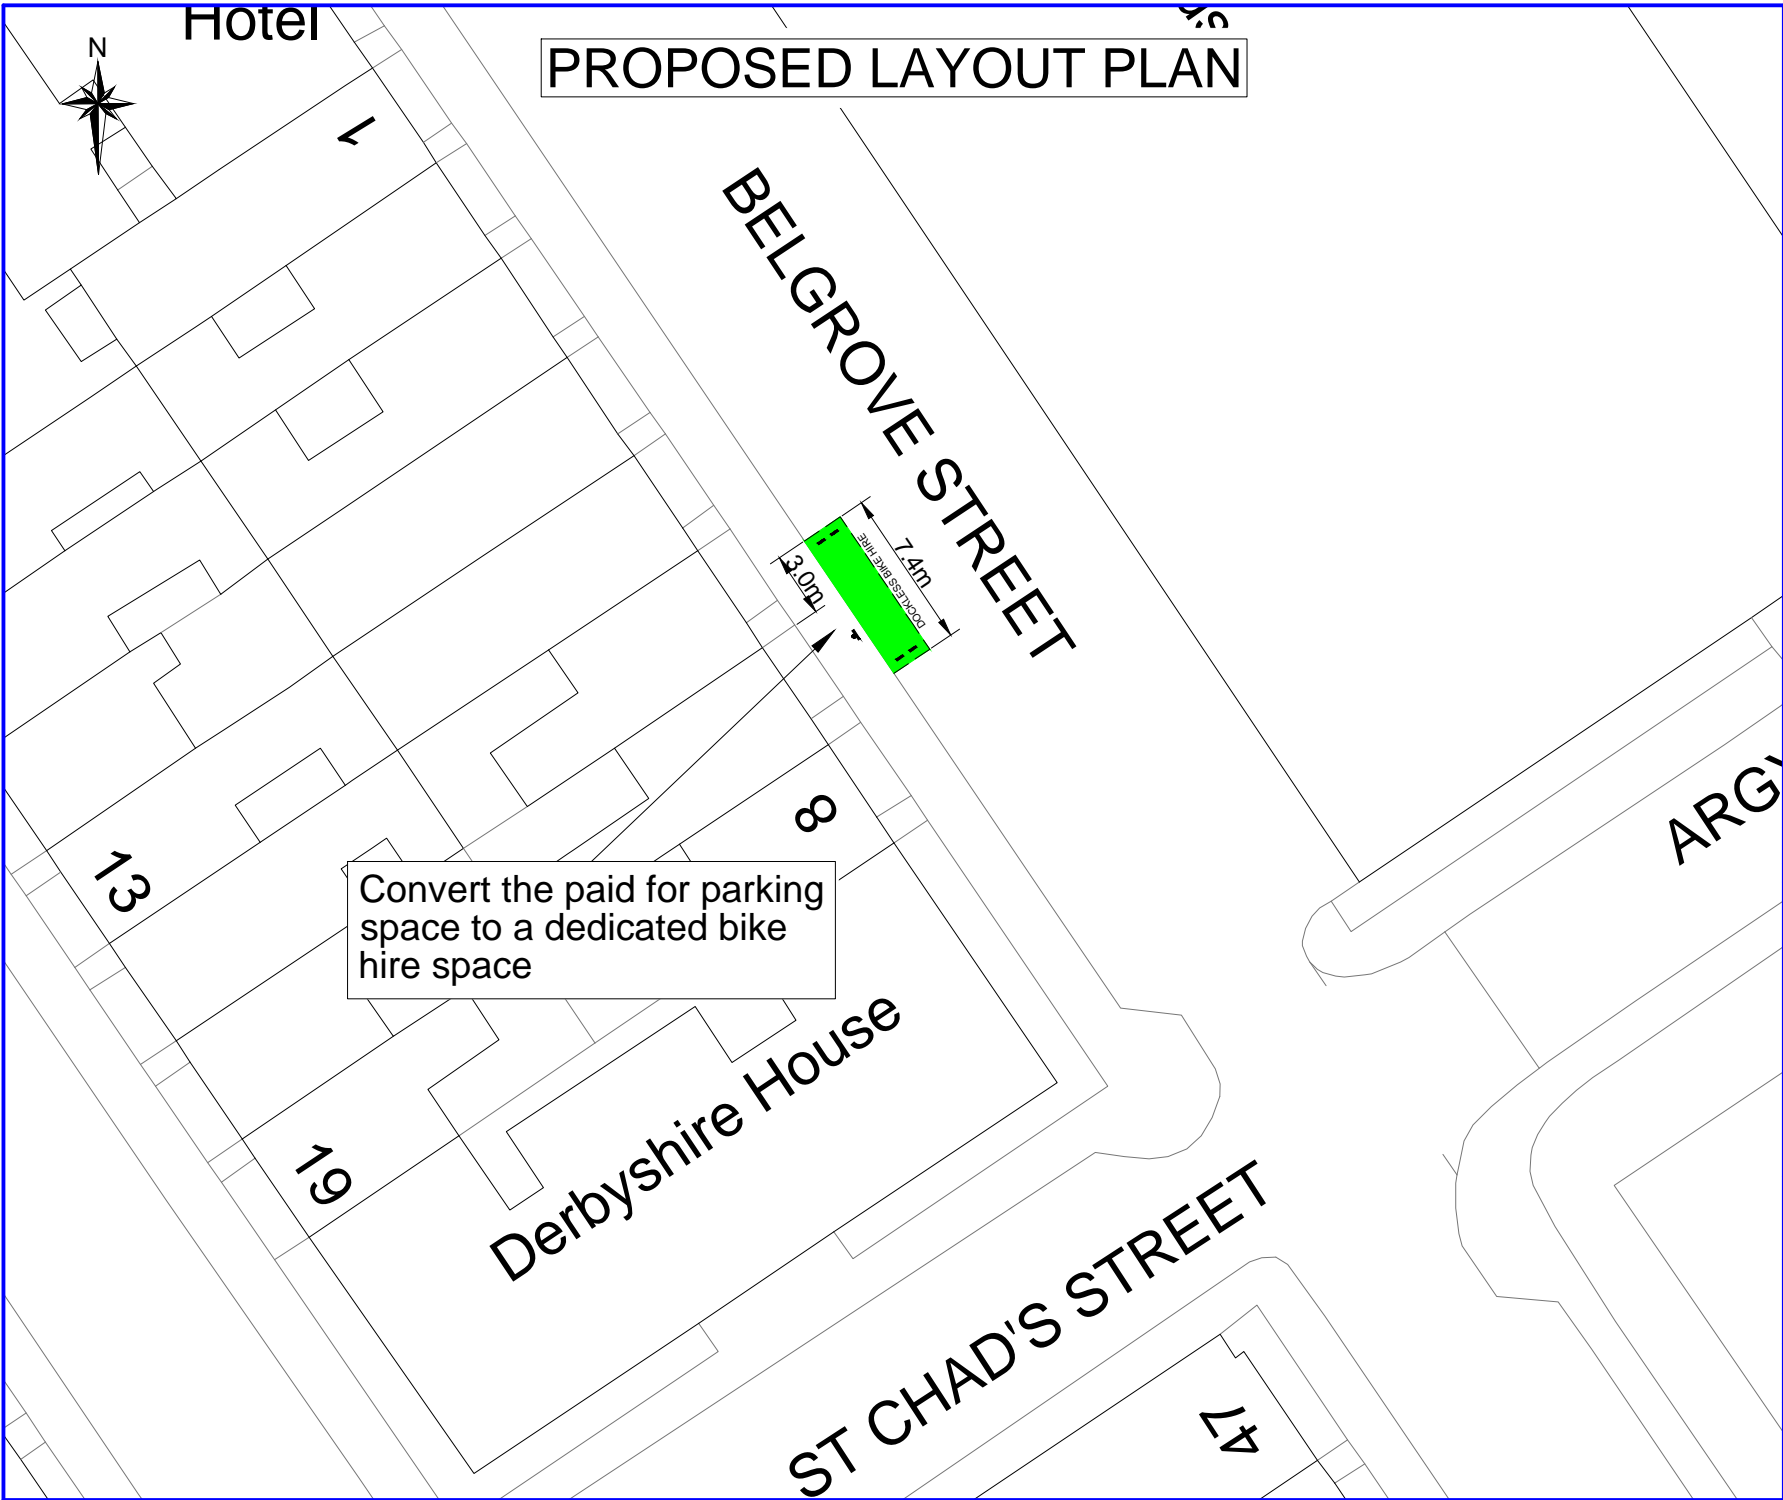 Hotel
N
PROPOSED LAYOUT PLAN
1
BELGROVE STREET
3.0m
7.4m
DOCKLESS BIKE HIRE
8
13
ARGY
Convert the paid for parking
space to a dedicated bike
hire space
Derbyshire House
19
ST CHAD'S STREET
47